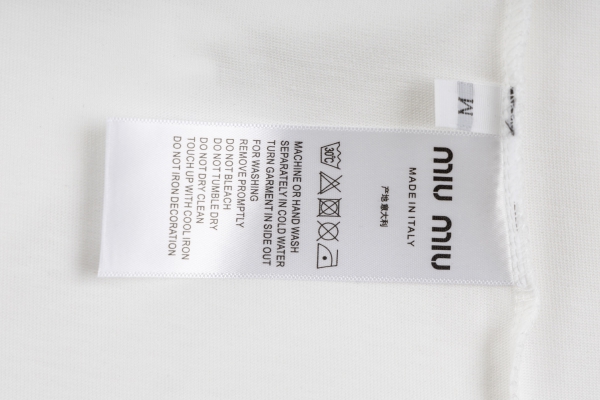 M
miu miu
MADE IN ITALY
产地:意大利
30℃
MACHINE OR HAND WASH
SEPARATELY IN COLD WATER
TURN GARMENT IN SIDE OUT
FOR WASHING
REMOVE PROMPTLY
DO NOT BLEACH
DO NOT TUMBLE DRY
DO NOT DRY CLEAN
TOUCH UP WITH COOL IRON
DO NOT IRON DECORATION